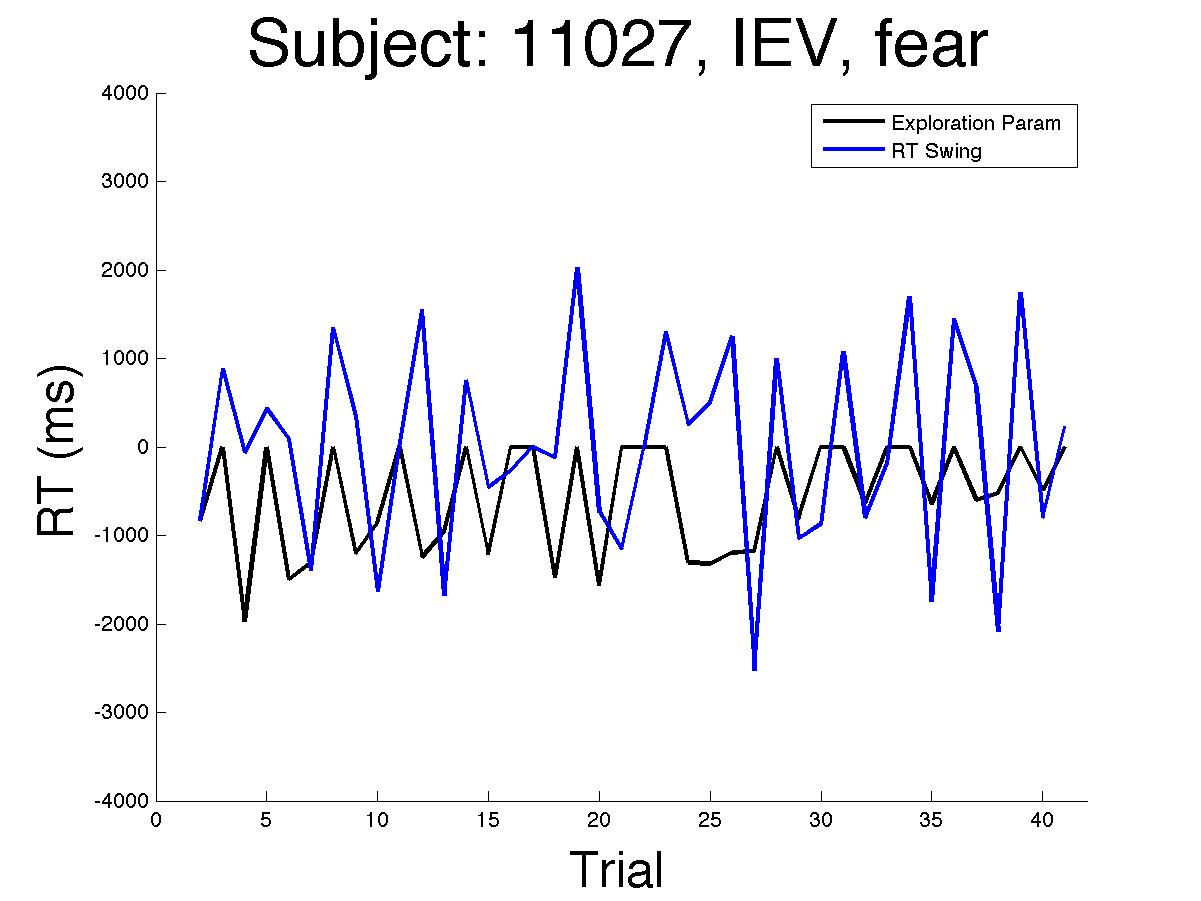 Subject: 11027, IEV, fear
Exploration Param
RT Swing
4000
3000
2000
1000
0
-1000
-2000
-3000
-4000
RT (ms)
0 5 10 15 20 25 30 35 40
Trial